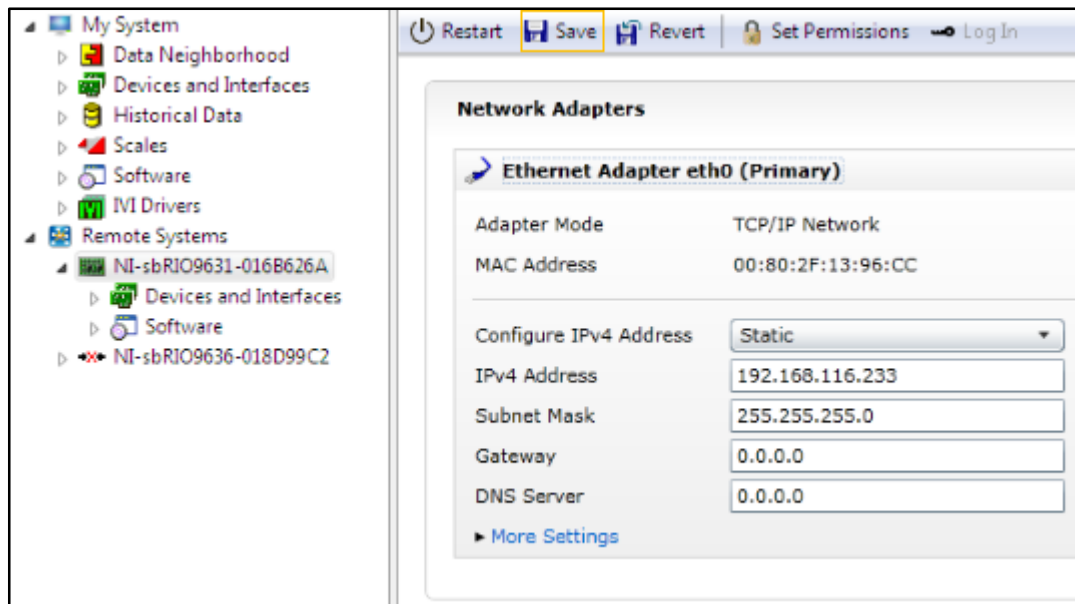 My System
Data Neighborhood
Devices and Interfaces
Historical Data
Scales
Software
IVI Drivers
Remote Systems
NI-sbRIO9631-016B626A
Devices and Interfaces
Software
NI-sbRIO9636-018D99C2
Restart Save Revert Set Permissions Log In
Network Adapters
Ethernet Adapter eth0 (Primary)
Adapter Mode TCP/IP Network
MAC Address 00:80:2F:13:96:CC
Configure IPv4 Address Static
IPv4 Address 192.168.116.233
Subnet Mask 255.255.255.0
Gateway 0.0.0.0
DNS Server 0.0.0.0
More Settings